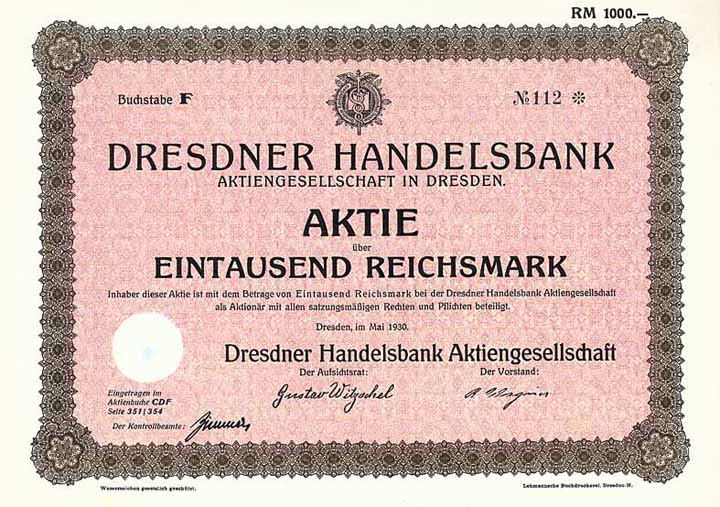 RM 1000.—
Buchstabe F
№ 112 ※
DRESDNER HANDELSBANK
AKTIENGESELLSCHAFT IN DRESDEN.
AKTIE
über
EINTAUSEND REICHSMARK
Inhaber dieser Aktie ist mit dem Betrage von Eintausend Reichsmark bei der Dresdner Handelsbank Aktiengesellschaft
als Aktionär mit allen satzungsmäßigen Rechten und Pflichten beteiligt.
Dresden, im Mai 1930.
Dresdner Handelsbank Aktiengesellschaft
Der Aufsichtsrat:
Der Vorstand:
Gustav Witzschel
Eingetragen im
Aktienbuche CDF
Seite 351/354
Der Kontrollbeamte:
Wasserzeichen gesetzlich geschützt.
Lehmannsche Buchdruckerei, Dresden-N.